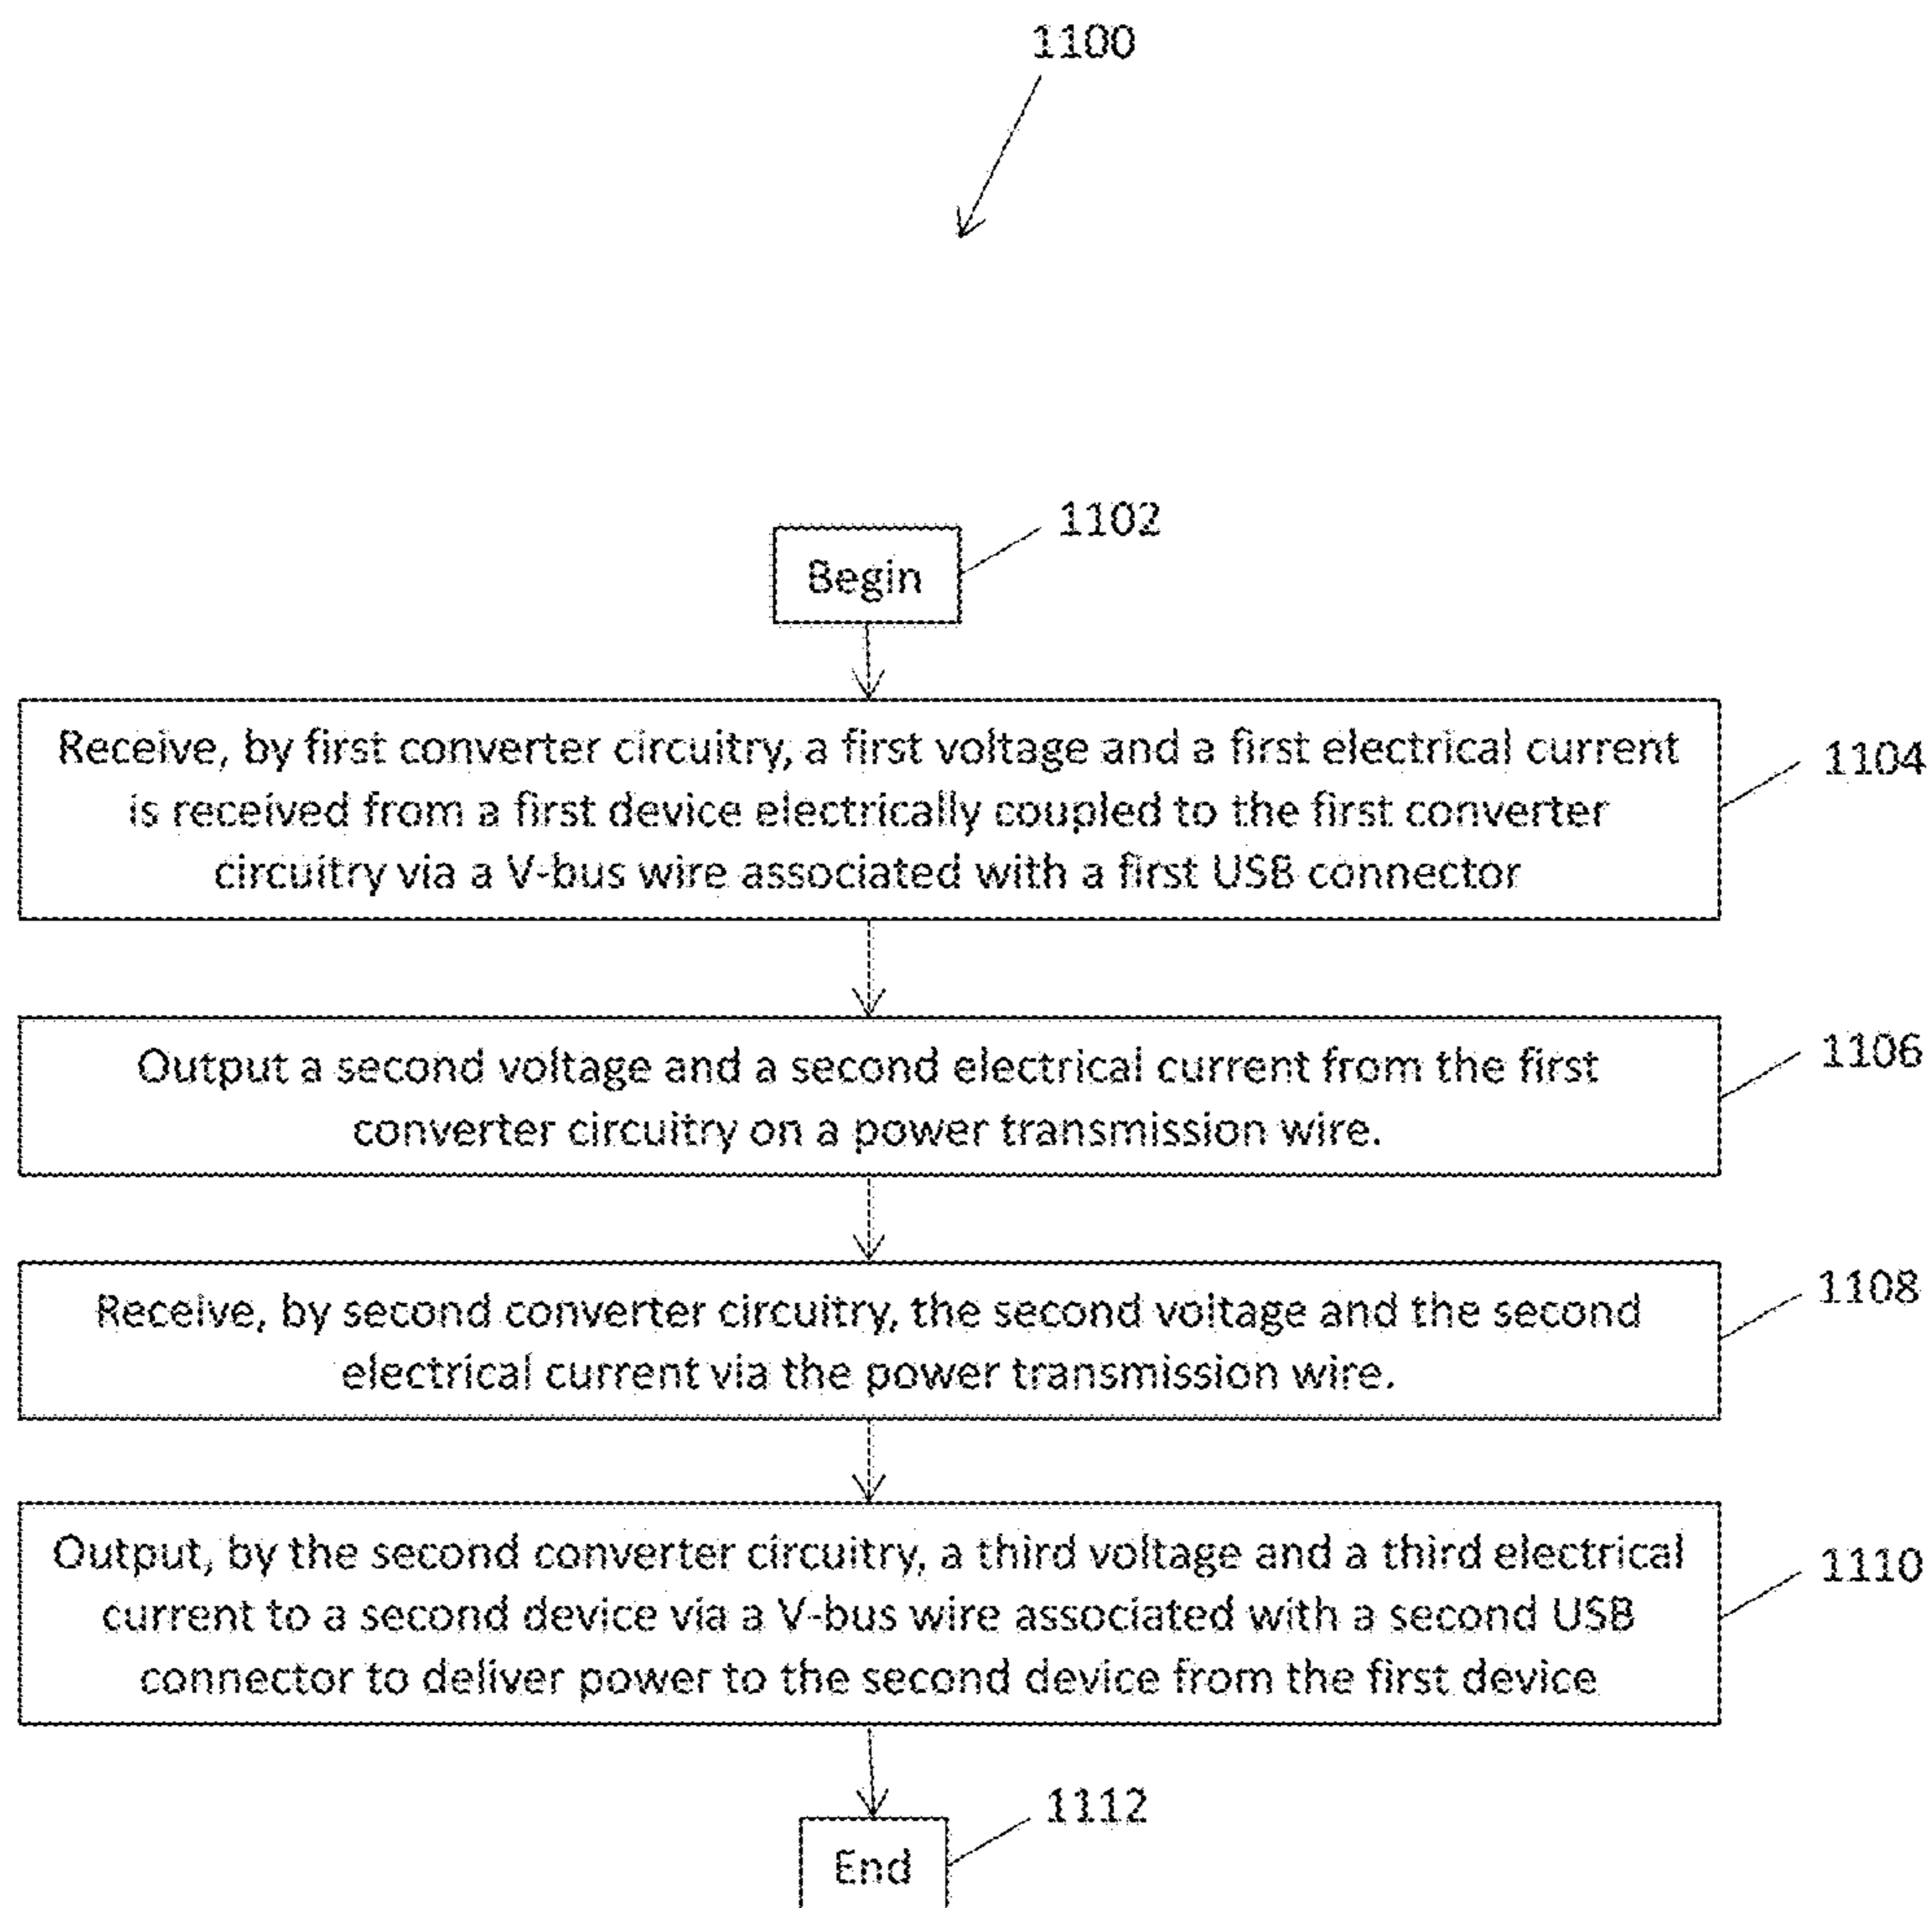 1100
1102
Begin
Receive, by first converter circuitry, a first voltage and a first electrical current
is received from a first device electrically coupled to the first converter
circuitry via a V-bus wire associated with a first USB connector
1104
Output a second voltage and a second electrical current from the first
converter circuitry on a power transmission wire.
1106
Receive, by second converter circuitry, the second voltage and the second
electrical current via the power transmission wire.
1108
Output, by the second converter circuitry, a third voltage and a third electrical
current to a second device via a V-bus wire associated with a second USB
connector to deliver power to the second device from the first device
1110
1112
End